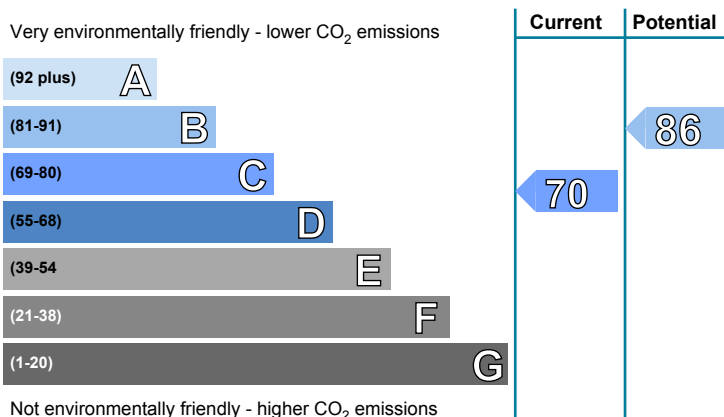 Current Potential
Very environmentally friendly - lower CO2 emissions
(92 plus) A
(81-91) B
86
(69-80) C
70
(55-68) D
(39-54 E
(21-38) F
(1-20) G
Not environmentally friendly - higher CO2 emissions